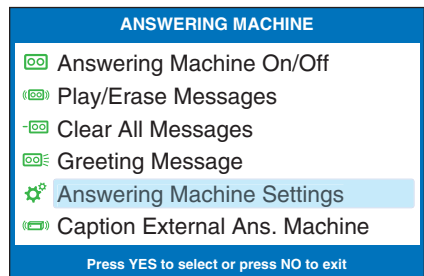 ANSWERING MACHINE
Answering Machine On/Off
Play/Erase Messages
Clear All Messages
Greeting Message
Answering Machine Settings
Caption External Ans. Machine
Press YES to select or press NO to exit